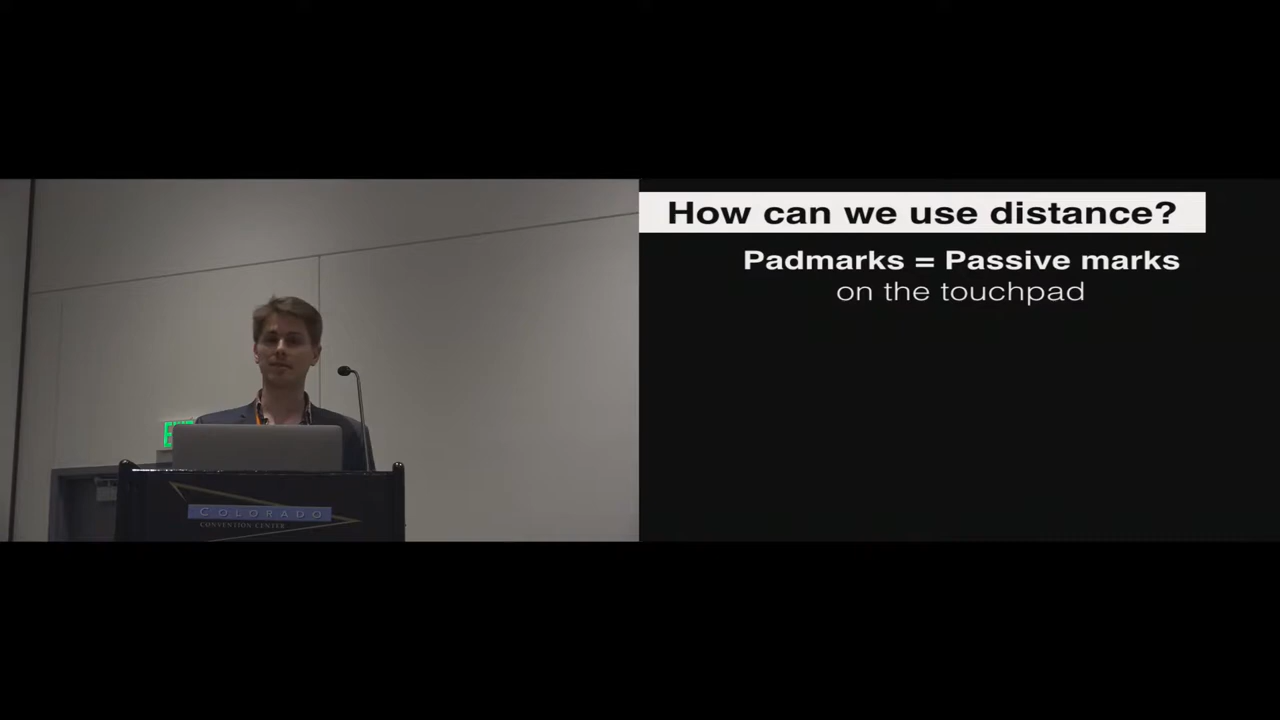 How can we use distance?
Padmarks = Passive marks
on the touchpad
COLORADO
CONVENTION CENTER